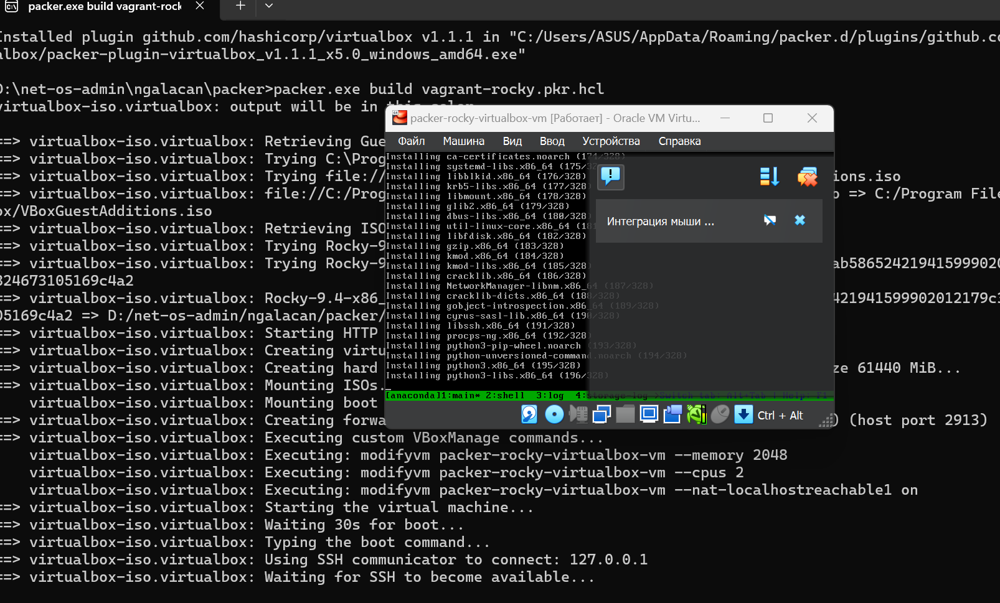 packer.exe build vagrant-rock
Installed plugin github.com/hashicorp/virtualbox v1.1.1 in "C:/Users/ASUS/AppData/Roaming/packer.d/plugins/github.co
albox/packer-plugin-virtualbox_v1.1.1_x5.0_windows_amd64.exe"
D:\net-os-admin\ngalacan\packer>packer.exe build vagrant-rocky.pkr.hcl
virtualbox-iso.virtualbox: output will be in this color.
==> virtualbox-iso.virtualbox: Retrieving Gue
==> virtualbox-iso.virtualbox: Trying C:\Prog
==> virtualbox-iso.virtualbox: Trying file:// ons.iso
==> virtualbox-iso.virtualbox: file://C:/Prog o => C:/Program File
ox/VBoxGuestAdditions.iso
==> virtualbox-iso.virtualbox: Retrieving ISO
==> virtualbox-iso.virtualbox: Trying Rocky-9
==> virtualbox-iso.virtualbox: Trying Rocky-9 ab586524219415999020
324673105169c4a2
==> virtualbox-iso.virtualbox: Rocky-9.4-x86_ 421941599902012179c3
05169c4a2 => D:/net-os-admin/ngalacan/packer/
==> virtualbox-iso.virtualbox: Starting HTTP
==> virtualbox-iso.virtualbox: Creating virtu
==> virtualbox-iso.virtualbox: Creating hard ze 61440 MiB...
==> virtualbox-iso.virtualbox: Mounting ISOs.
    virtualbox-iso.virtualbox: Mounting boot
==> virtualbox-iso.virtualbox: Creating forwa ) (host port 2913)
==> virtualbox-iso.virtualbox: Executing custom VBoxManage commands...
    virtualbox-iso.virtualbox: Executing: modifyvm packer-rocky-virtualbox-vm --memory 2048
    virtualbox-iso.virtualbox: Executing: modifyvm packer-rocky-virtualbox-vm --cpus 2
    virtualbox-iso.virtualbox: Executing: modifyvm packer-rocky-virtualbox-vm --nat-localhostreachable1 on
==> virtualbox-iso.virtualbox: Starting the virtual machine...
==> virtualbox-iso.virtualbox: Waiting 30s for boot...
==> virtualbox-iso.virtualbox: Typing the boot command...
==> virtualbox-iso.virtualbox: Using SSH communicator to connect: 127.0.0.1
==> virtualbox-iso.virtualbox: Waiting for SSH to become available...
packer-rocky-virtualbox-vm [Работает] - Oracle VM Virtu...
Файл Машина Вид Ввод Устройства Справка
Installing ca-certificates.noarch (174/328)
Installing systemd-libs.x86_64 (175/32
Installing libblkid.x86_64 (176/328)
Installing krb5-libs.x86_64 (177/328)
Installing libmount.x86_64 (178/328)
Installing glib2.x86_64 (179/328)
Installing dbus-libs.x86_64 (180/328)
Installing util-linux-core.x86_64 (181
Installing libfdisk.x86_64 (182/328)
Installing gzip.x86_64 (183/328)
Installing kmod.x86_64 (184/328)
Installing kmod-libs.x86_64 (185/328)
Installing cracklib.x86_64 (186/328)
Installing NetworkManager-libnm.x86_64 (187/328)
Installing cracklib-dicts.x86_64 (188/328)
Installing gobject-introspection.x86_64 (189/328)
Installing cyrus-sasl-lib.x86_64 (190/328)
Installing libssh.x86_64 (191/328)
Installing procps-ng.x86_64 (192/328)
Installing python3-pip-wheel.noarch (193/328)
Installing python-unversioned-command.noarch (194/328)
Installing python3.x86_64 (195/328)
Installing python3-libs.x86_64 (196/328)
[anaconda]1:main* 2:shell  3:log  4:storage-log >Switch tab: Alt+Tab | Help: F1
Интеграция мыши ...
Ctrl + Alt